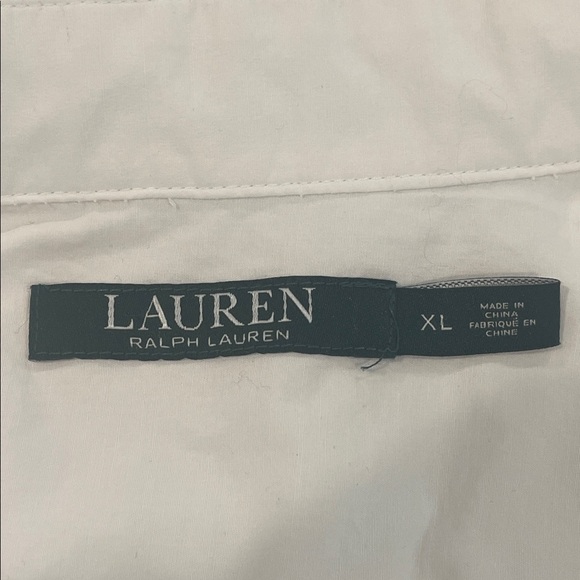 LAUREN
RALPH LAUREN
XL
MADE IN
CHINA
FABRIQUÉ EN
CHINE